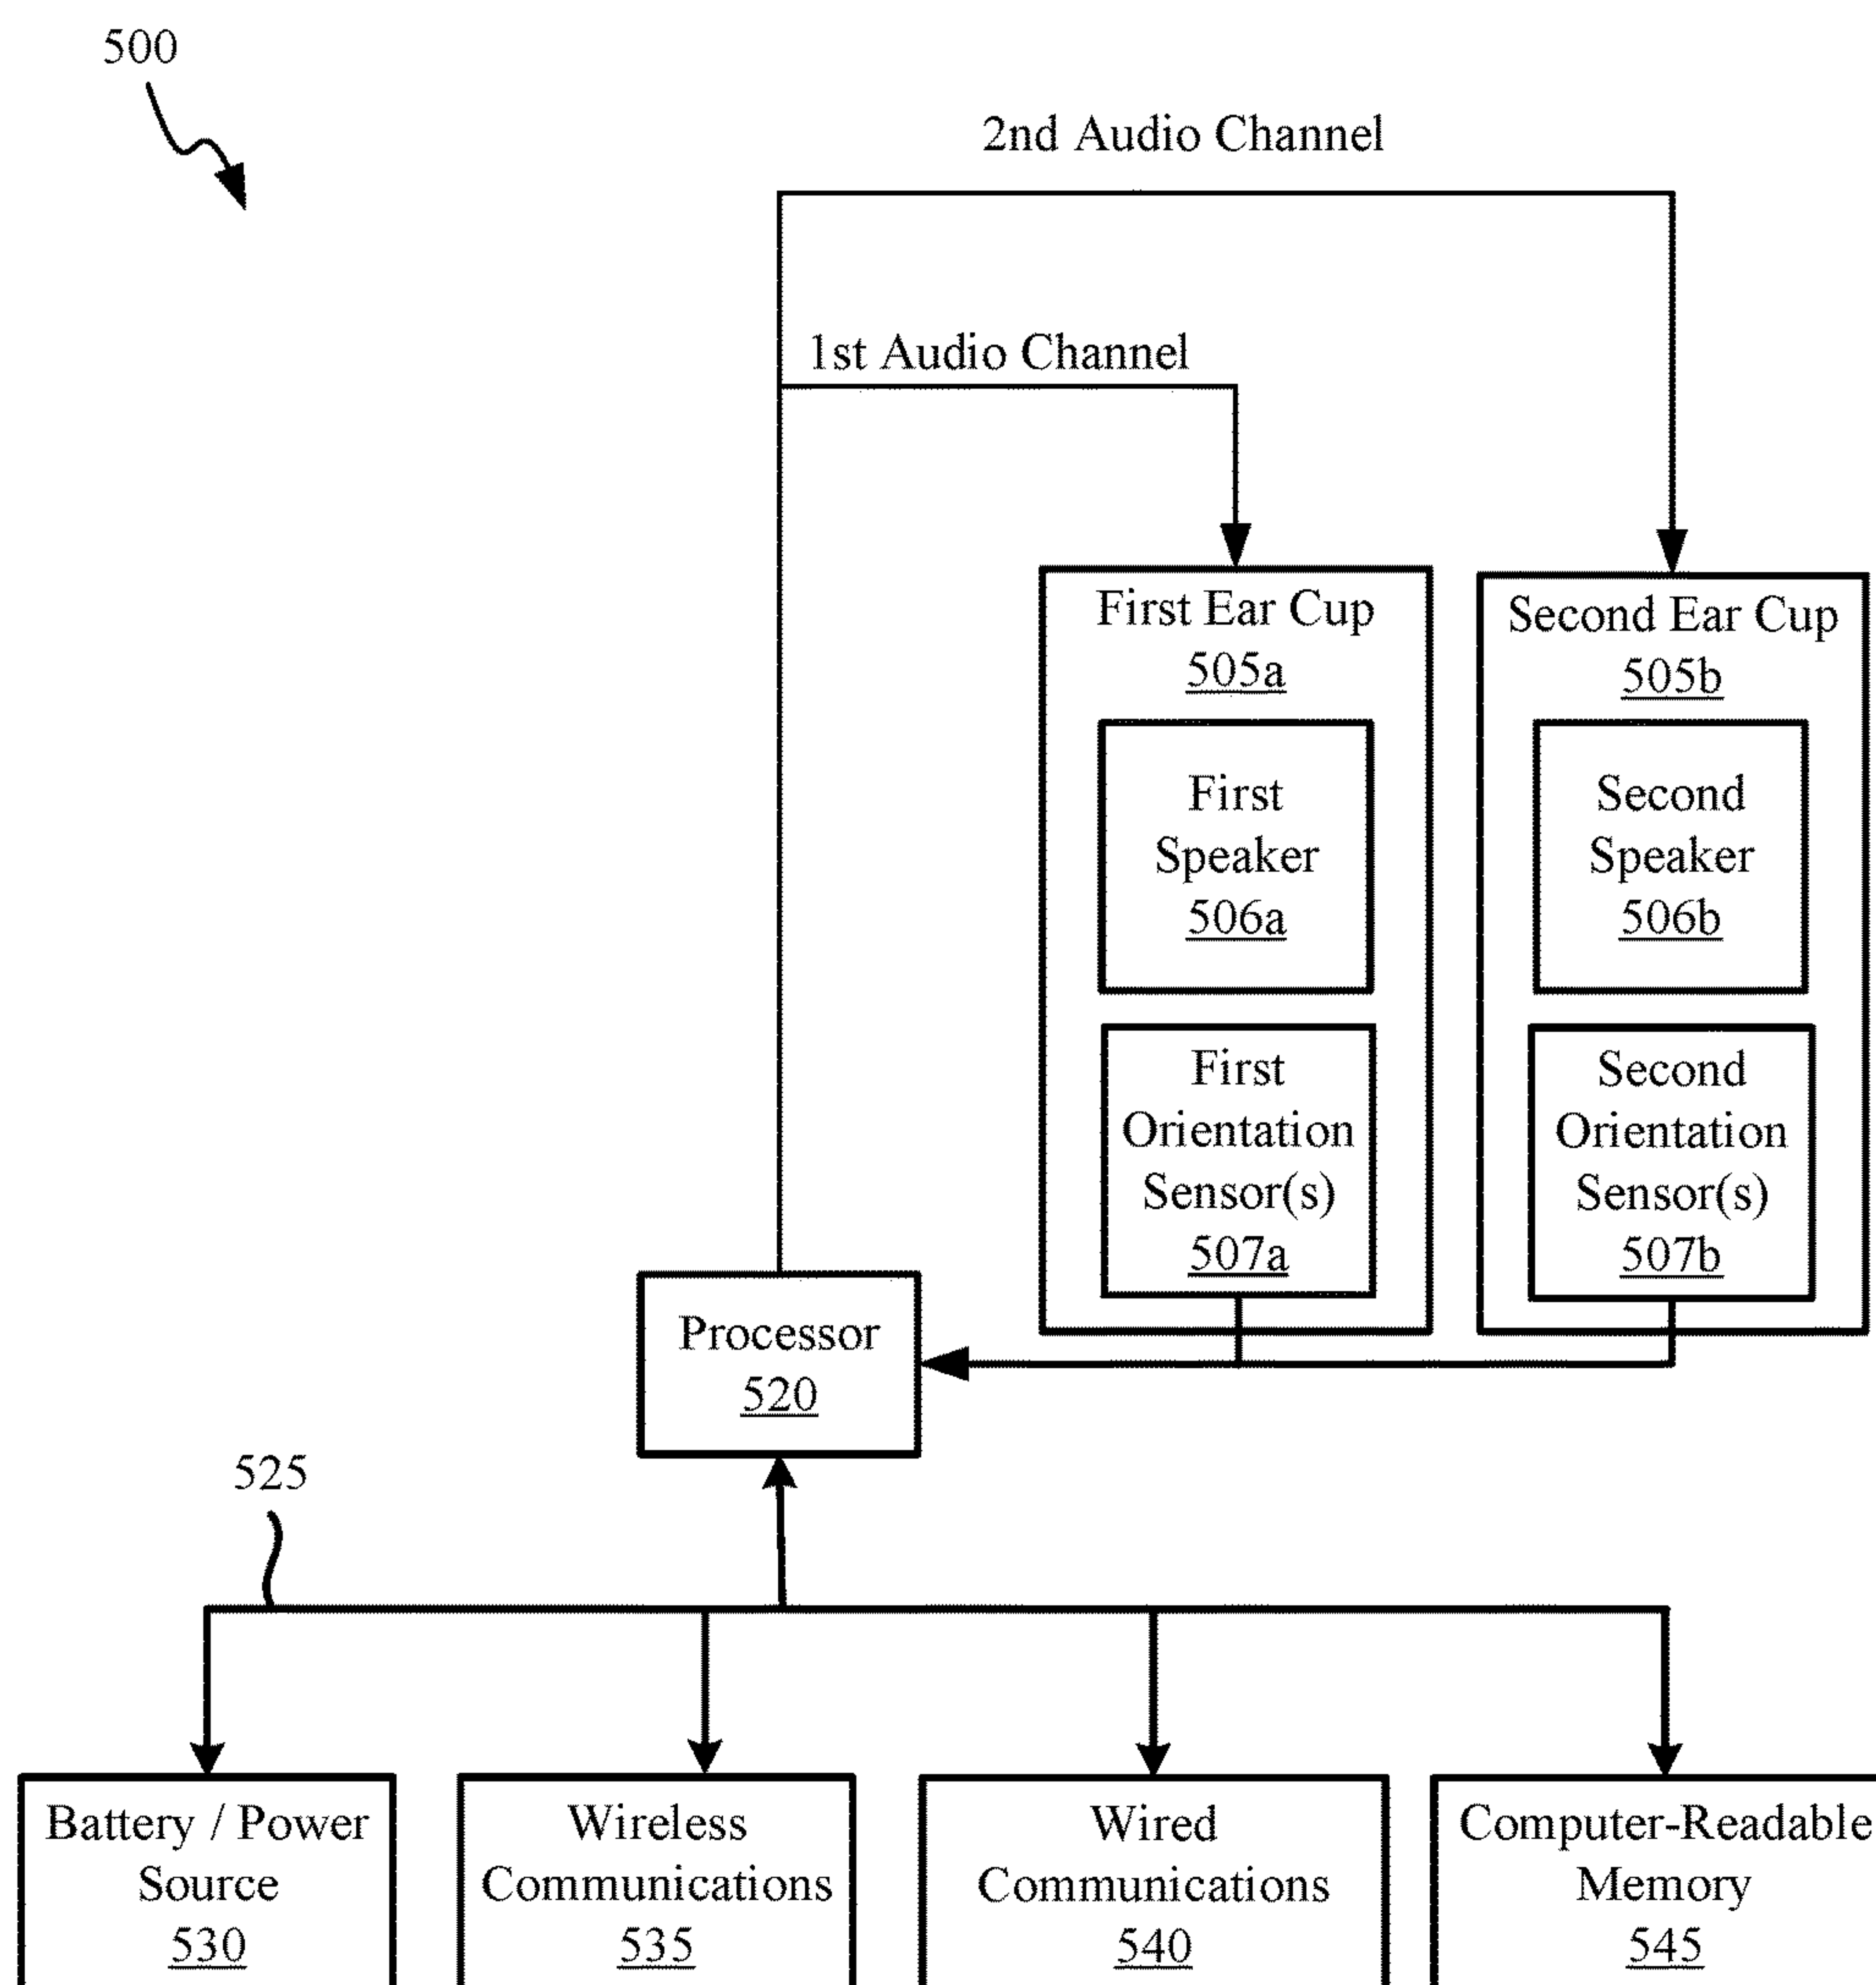 500
2nd Audio Channel
1st Audio Channel
First Ear Cup
505a
First
Speaker
506a
First
Orientation
Sensor(s)
507a
Second Ear Cup
505b
Second
Speaker
506b
Second
Orientation
Sensor(s)
507b
Processor
520
525
Battery / Power
Source
530
Wireless
Communications
535
Wired
Communications
540
Computer-Readable
Memory
545